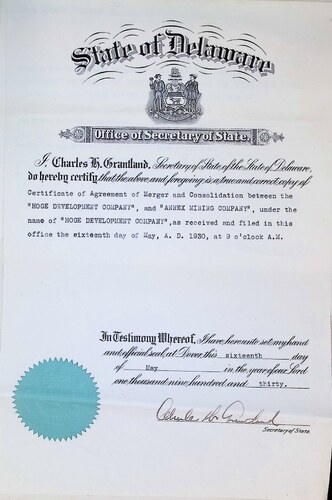 State of Delaware
Office of Secretary of State.
I, Charles H. Grantland, Secretary of State of the State of Delaware,
do hereby certify that the above and foregoing is a true and correct copy of
Certificate of Agreement of Merger and Consolidation between the
"HOGE DEVELOPMENT COMPANY", and "ANNEX MINING COMPANY", under the
name of "HOGE DEVELOPMENT COMPANY", as received and filed in this
office the sixteenth day of May, A. D. 1930, at 9 o'clock A.M.
In Testimony Whereof, I have hereunto set my hand
and official seal, at Dover, this sixteenth day
of May in the year of our Lord
one thousand nine hundred and thirty.
Charles H. Grantland
Secretary of State.